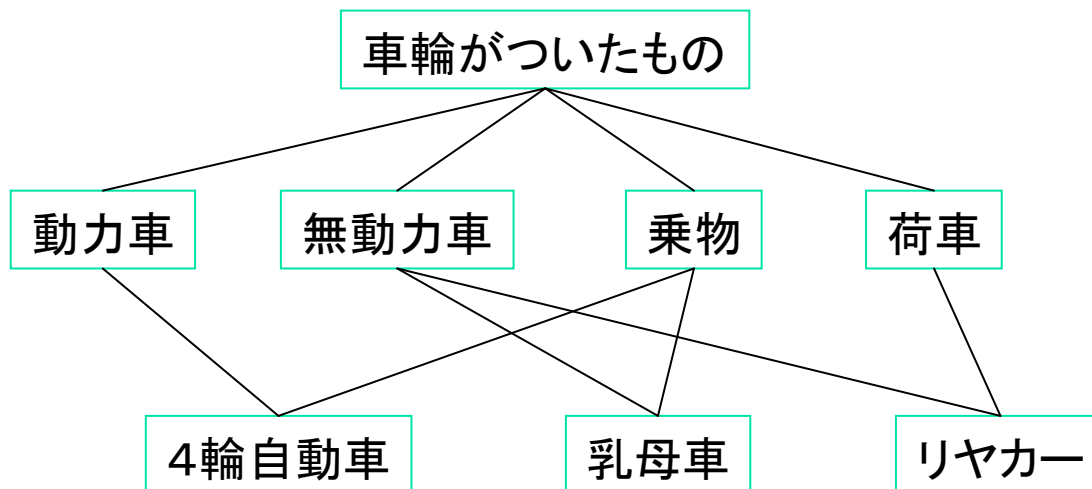 車輪がついたもの
動力車
無動力車
乗物
荷車
4輪自動車
乳母車
リヤカー